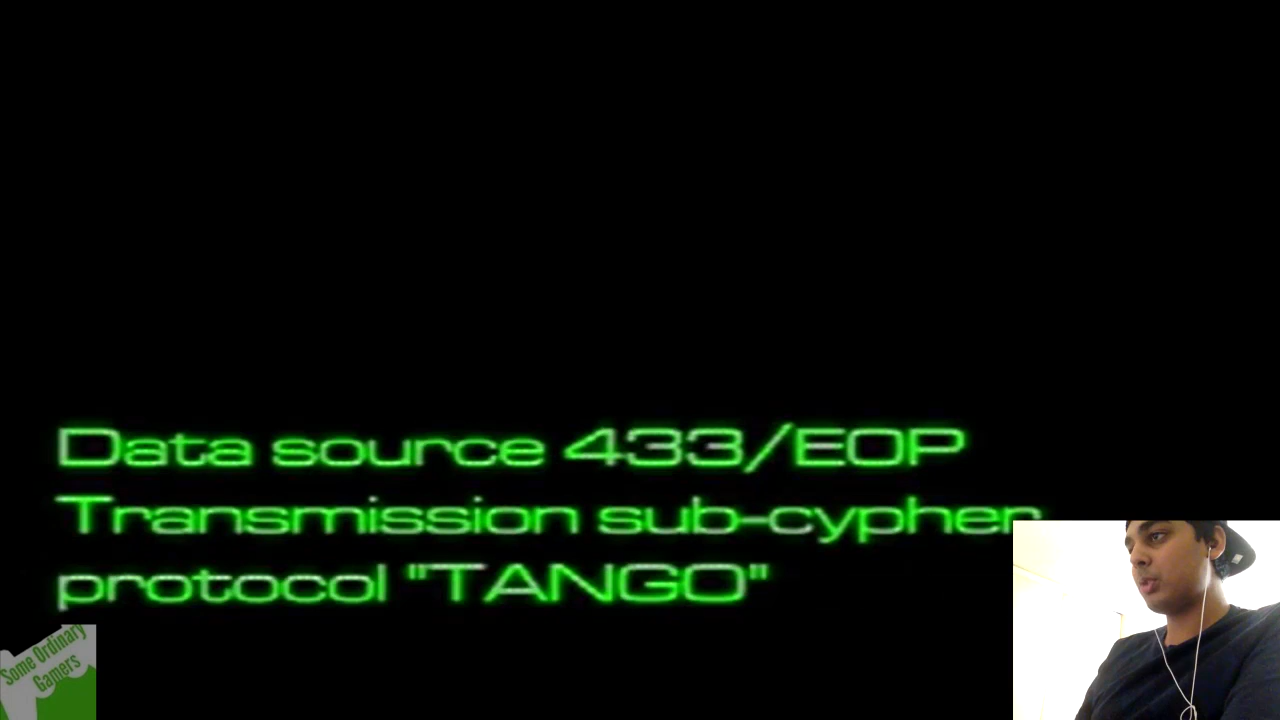 Data source 433/EOP
Transmission sub-cypher
protocol "TANGO"
Some Ordinary
Gamers